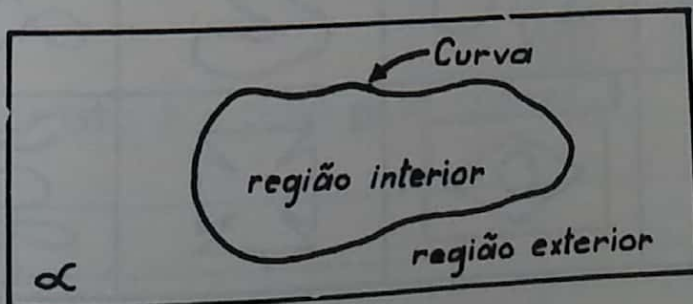 Curva
região interior
região exterior
α